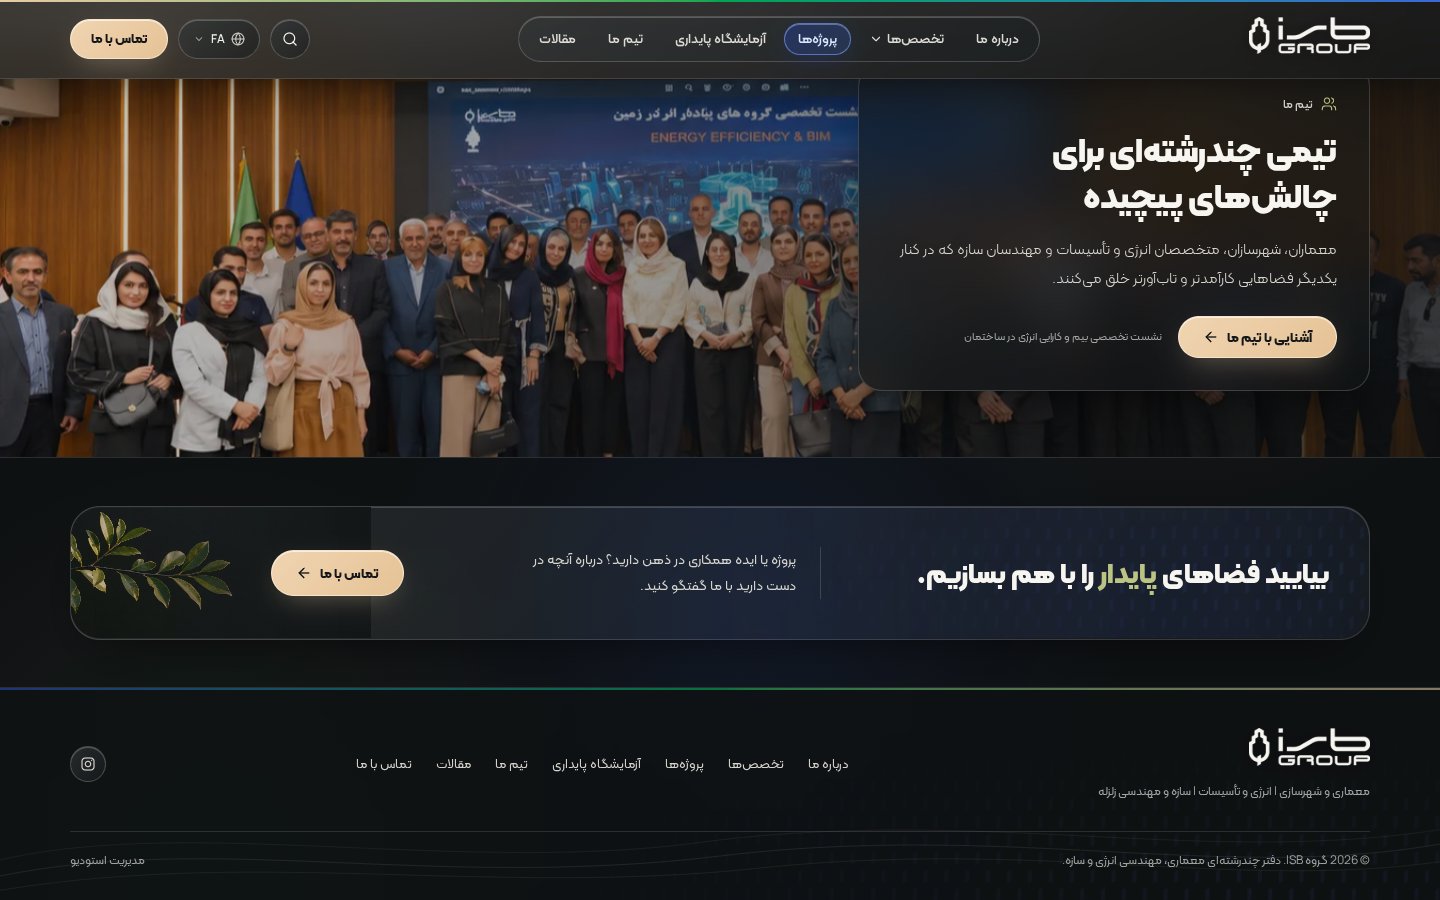 isb GROUP
درباره ما
تخصص‌ها
پروژه‌ها
آزمایشگاه پایداری
تیم ما
مقالات
FA
تماس با ما
نشست تخصصی گروه های
ENERGY EFFICIENCY & BIM
تیم ما
تیمی چندرشته‌ای برای
چالش‌های پیچیده
معماران، شهرسازان، متخصصان انرژی و تأسیسات و مهندسان سازه که در کنار
یکدیگر فضاهایی کارآمدتر و تاب‌آورتر خلق می‌کنند.
آشنایی با تیم ما
نشست تخصصی بیم و کارایی انرژی در ساختمان
بیایید فضاهای پایدار را با هم بسازیم.
پروژه یا ایده همکاری در ذهن دارید؟ درباره آنچه در
دست دارید با ما گفتگو کنید.
تماس با ما
isb GROUP
معماری و شهرسازی | انرژی و تأسیسات | سازه و مهندسی زلزله
درباره ما
تخصص‌ها
پروژه‌ها
آزمایشگاه پایداری
تیم ما
مقالات
تماس با ما
© 2026 گروه ISB. دفتر چندرشته‌ای معماری، مهندسی انرژی و سازه.
مدیریت استودیو